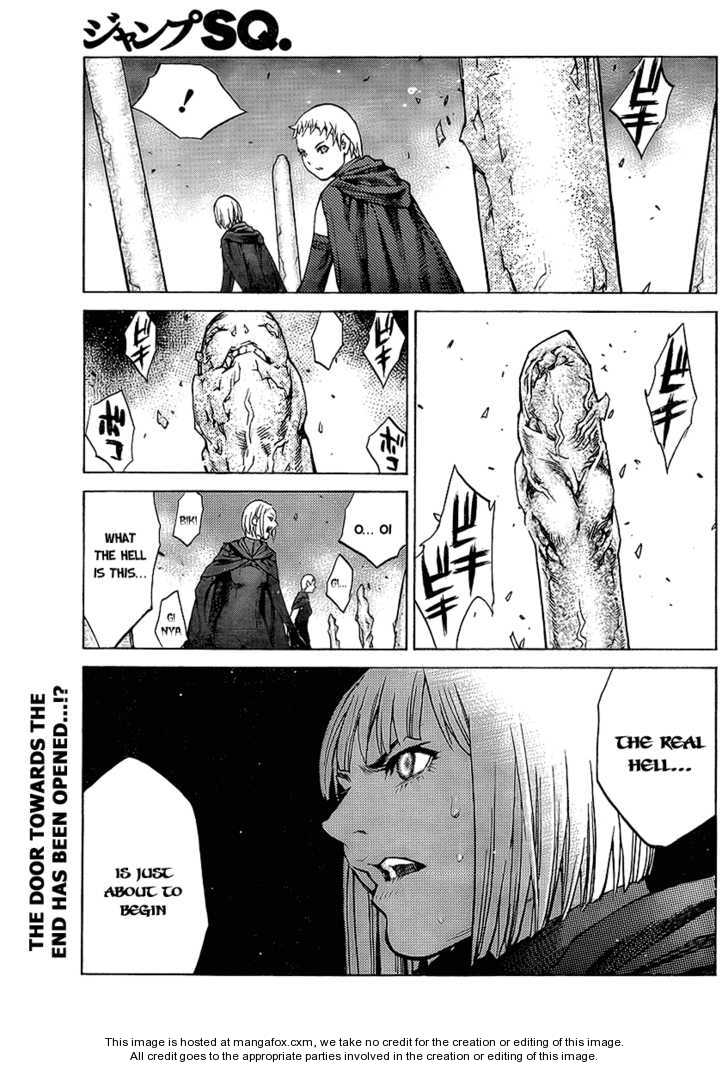 ジャンプSQ.
!
ビキ
ビキ
ビキ
ボコ
ボコ
ビキ
ビキ
ビキ
O... OI
BIKI
WHAT
THE HELL
IS THIS...
GI...
GI
NYA
THE REAL
HELL...
IS JUST
ABOUT TO
BEGIN
THE DOOR TOWARDS THE
END HAS BEEN OPENED...!?
This image is hosted at mangafox.cxm, we take no credit for the creation or editing of this image.
All credit goes to the appropriate parties involved in the creation or editing of this image.